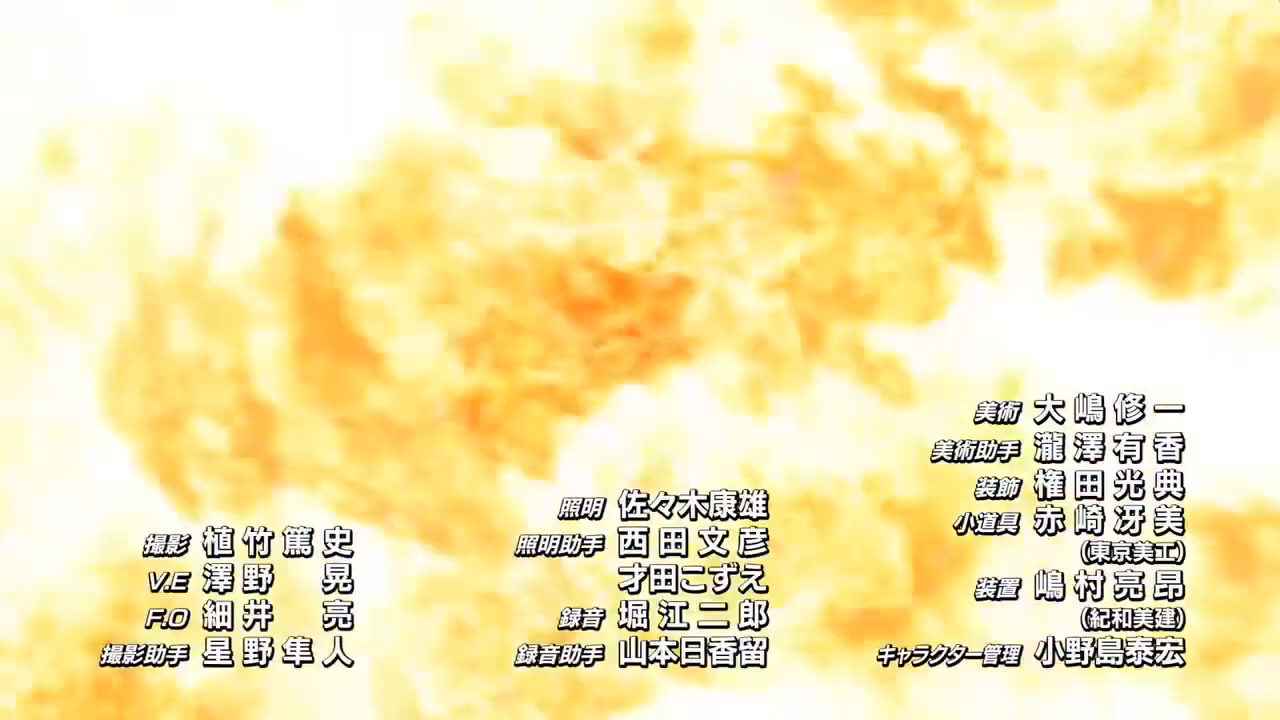 撮影 植竹篤史
V.E 澤野 晃
F.O 細井 亮
撮影助手 星野隼人
照明 佐々木康雄
照明助手 西田文彦
才田こずえ
録音 堀江二郎
録音助手 山本日香留
美術 大嶋修一
美術助手 瀧澤有香
装飾 権田光典
小道具 赤崎冴美
(東京美工)
装置 嶋村亮昂
(紀和美建)
キャラクター管理 小野島泰宏